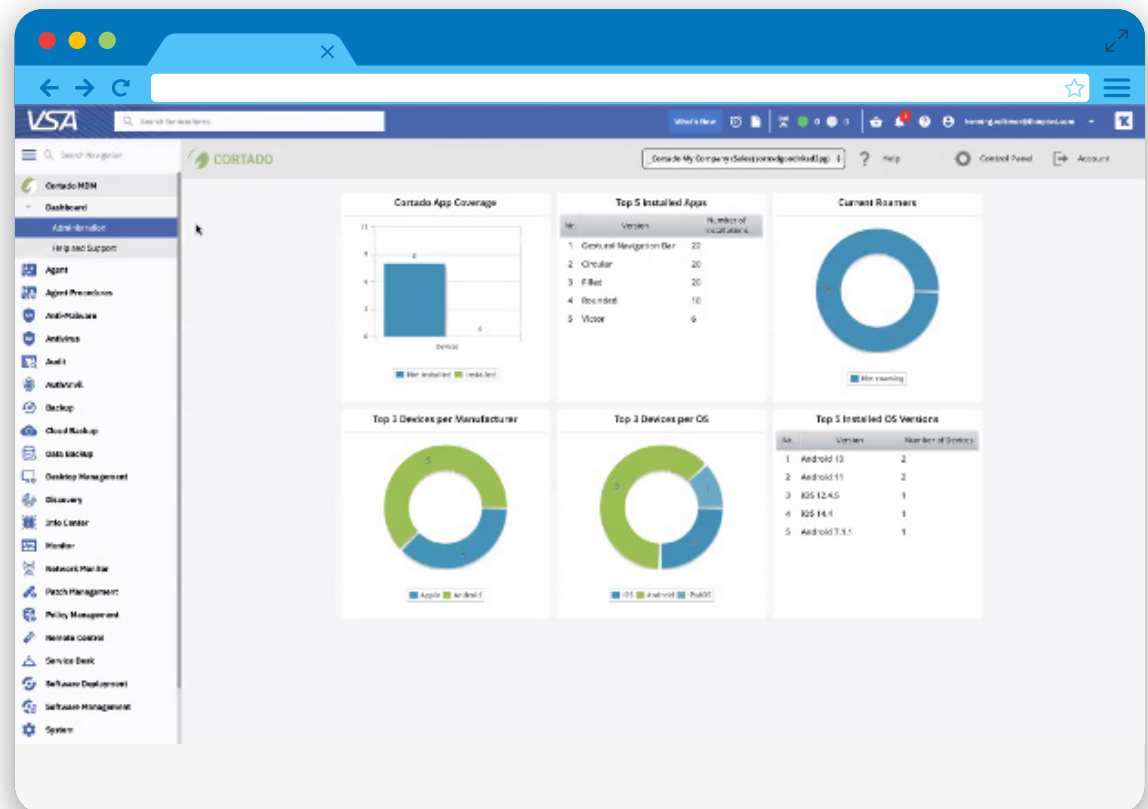 VSA
Search for machines
What's New
0
0
Search Navigation
CORTADO
Help
Control Panel
Account
Cortado MDM
Dashboard
Administration
Help and Support
Agent
Agent Procedures
Anti-Malware
Antivirus
Audit
AuthAnvil
Backup
Cloud Backup
Data Backup
Desktop Management
Discovery
Info Center
Monitor
Network Monitor
Patch Management
Policy Management
Remote Control
Service Desk
Software Deployment
Software Management
System
Cortado App Coverage
Devices
Not installed Installed
Top 5 Installed Apps
Nr. Version Number of Installations
1 Gestural Navigation Bar 22
2 Circular 20
3 Filled 20
4 Rounded 10
5 Victor 6
Current Roamers
Not roaming
Top 3 Devices per Manufacturer
Apple Android
Top 3 Devices per OS
iOS Android iPadOS
Top 5 Installed OS Versions
Nr. Version Number of Devices
1 Android 10 2
2 Android 11 2
3 iOS 12.4.5 1
4 iOS 14.4 1
5 Android 7.1.1 1